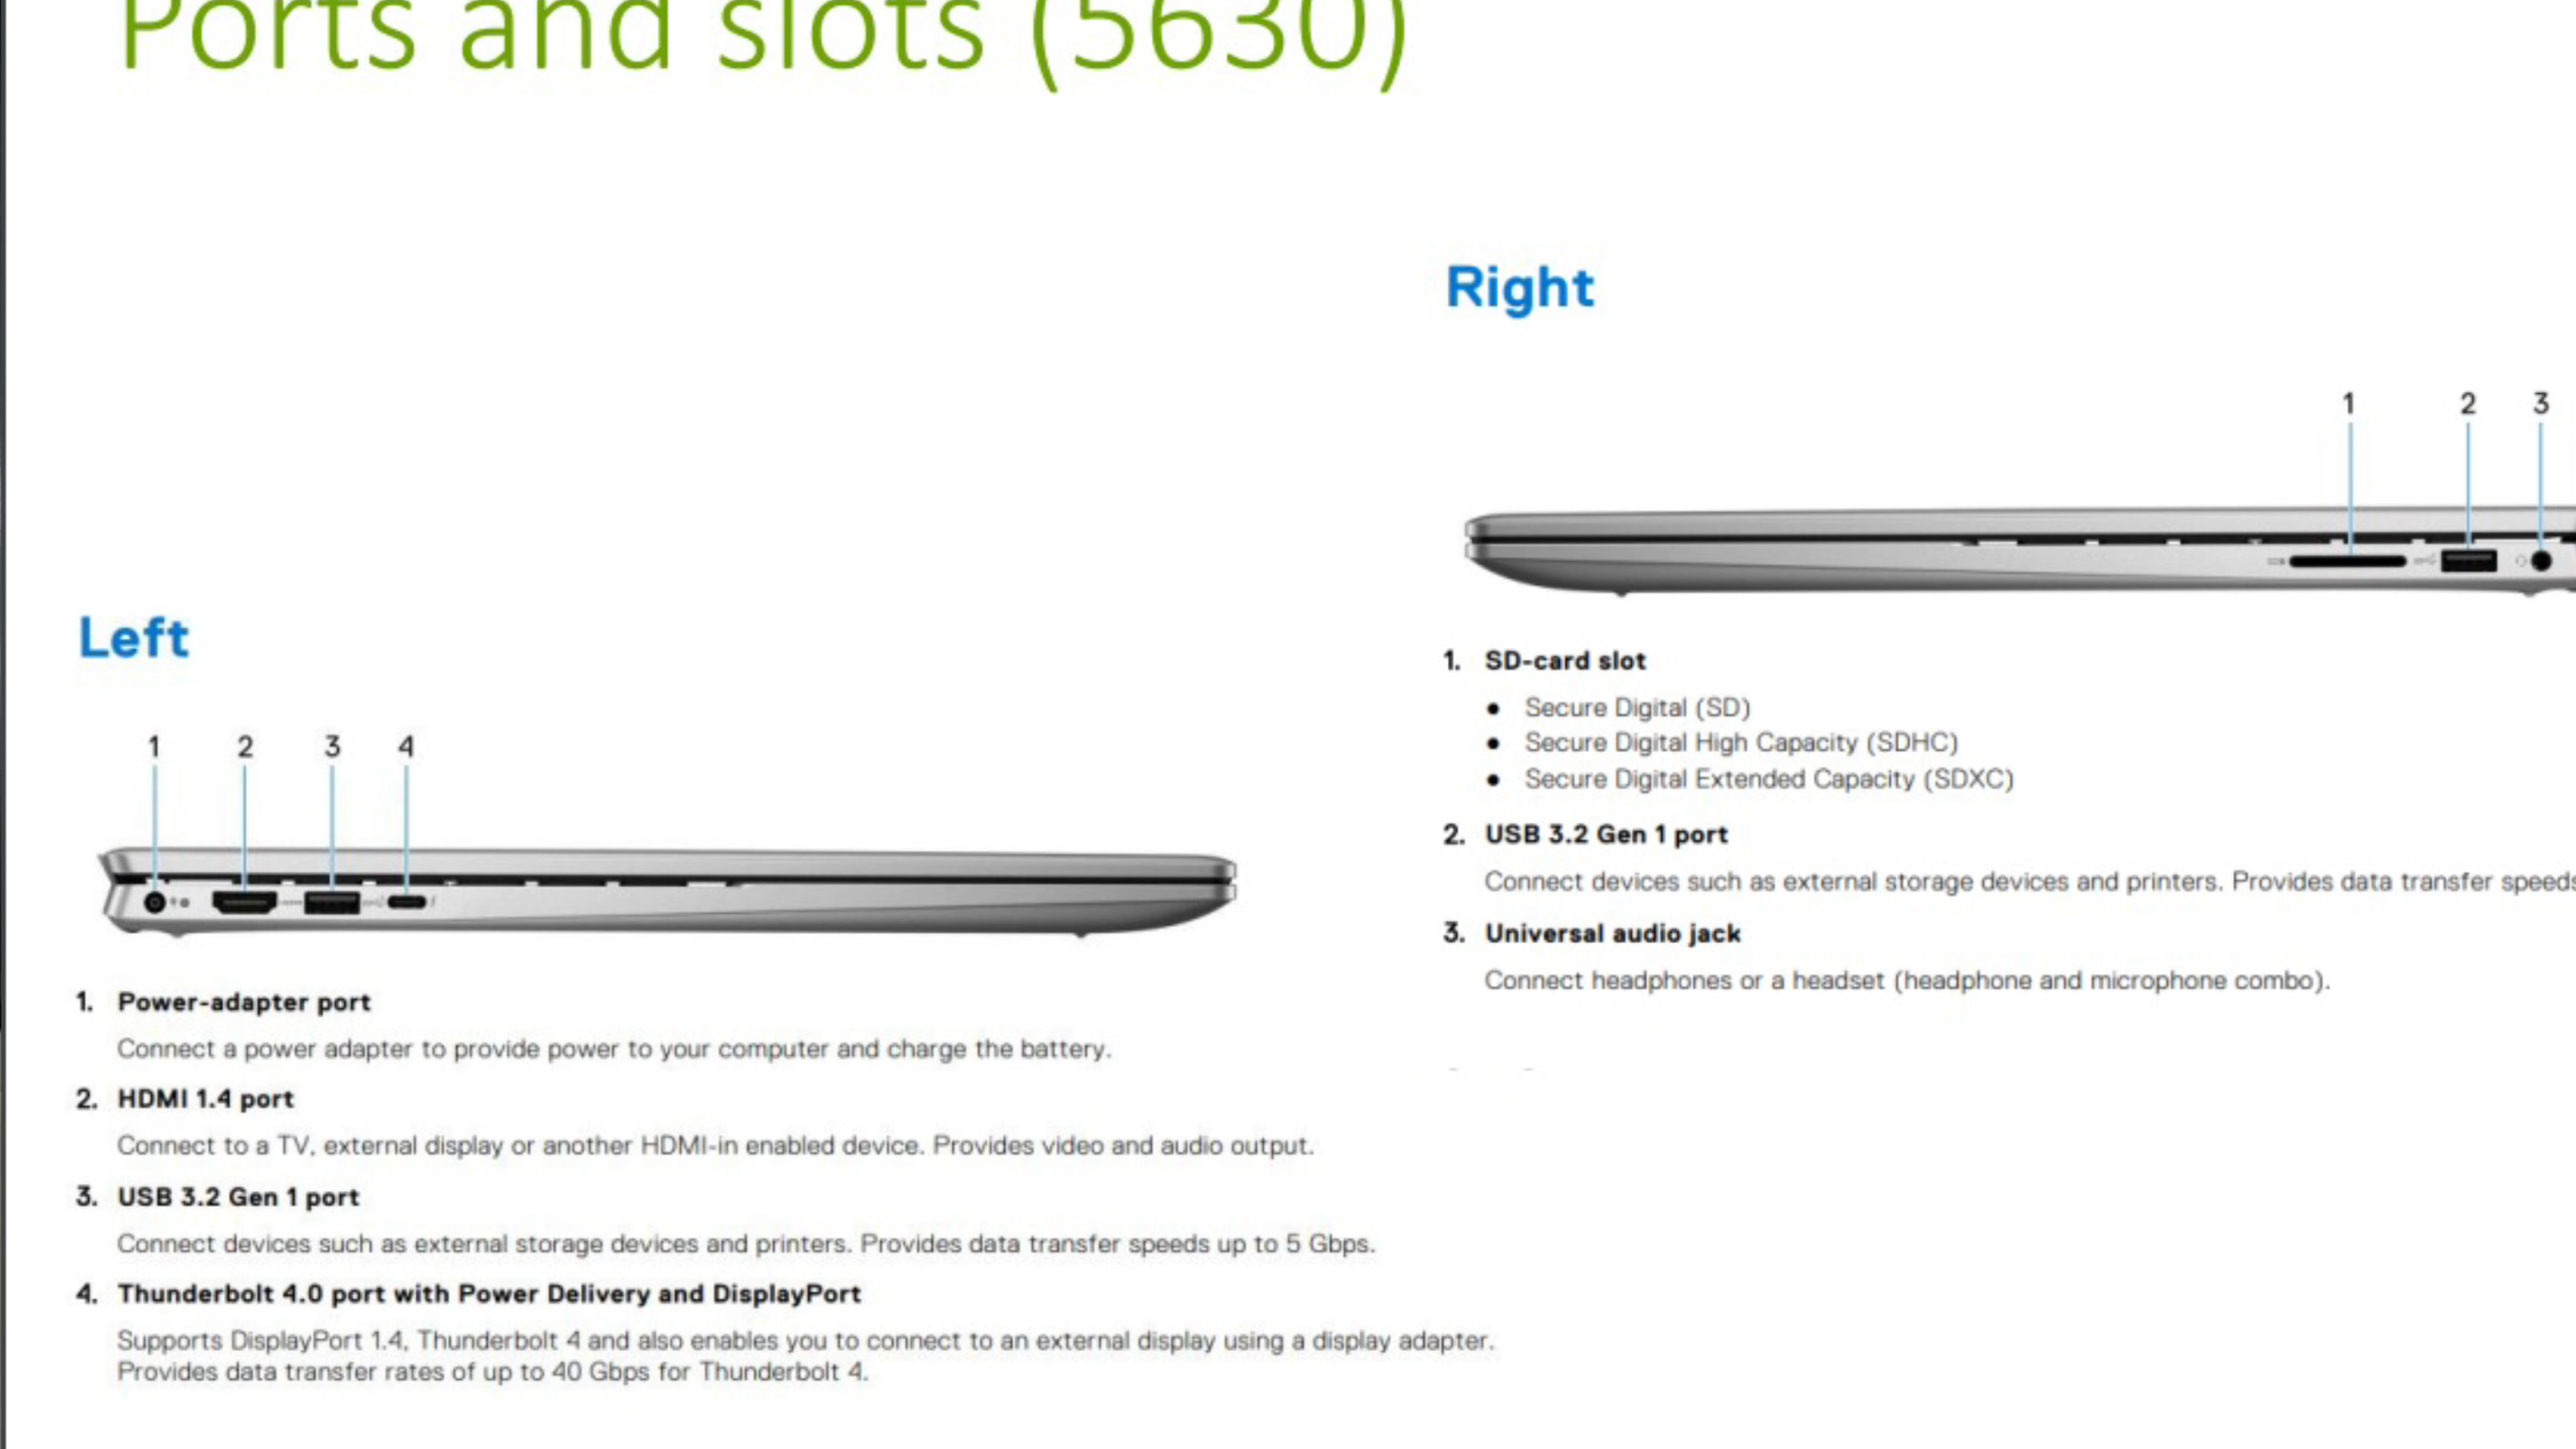 Ports and slots (5630)
Left
1 2 3 4
1. Power-adapter port
Connect a power adapter to provide power to your computer and charge the battery.
2. HDMI 1.4 port
Connect to a TV, external display or another HDMI-in enabled device. Provides video and audio output.
3. USB 3.2 Gen 1 port
Connect devices such as external storage devices and printers. Provides data transfer speeds up to 5 Gbps.
4. Thunderbolt 4.0 port with Power Delivery and DisplayPort
Supports DisplayPort 1.4, Thunderbolt 4 and also enables you to connect to an external display using a display adapter.
Provides data transfer rates of up to 40 Gbps for Thunderbolt 4.
Right
1 2 3
1. SD-card slot
● Secure Digital (SD)
● Secure Digital High Capacity (SDHC)
● Secure Digital Extended Capacity (SDXC)
2. USB 3.2 Gen 1 port
Connect devices such as external storage devices and printers. Provides data transfer speeds
3. Universal audio jack
Connect headphones or a headset (headphone and microphone combo).